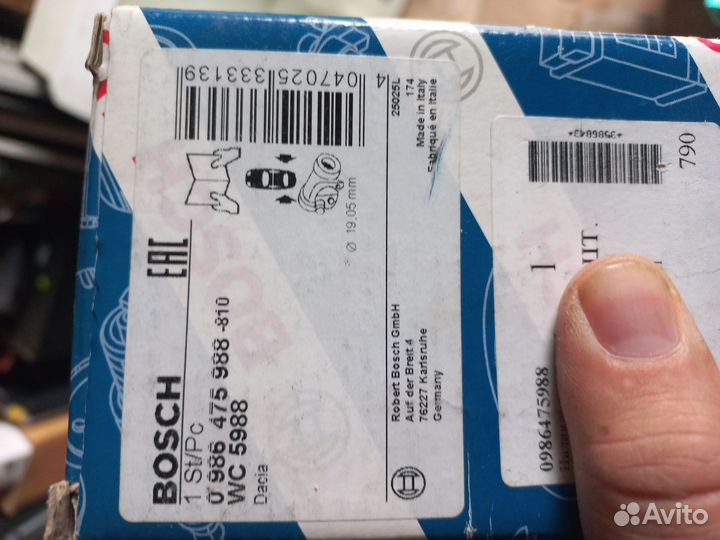 BOSCH
1 St/Pc
0 986 475 988 -810
WC 5988
Dacia
EAC
Ø 19.05 mm
4 047025 333139
25025L
174
Made in Italy
Fabriqué en Italie
Robert Bosch GmbH
Auf der Breit 4
76227 Karlsruhe
Germany
BOSCH
790
1
шт.
0986475988
Avito